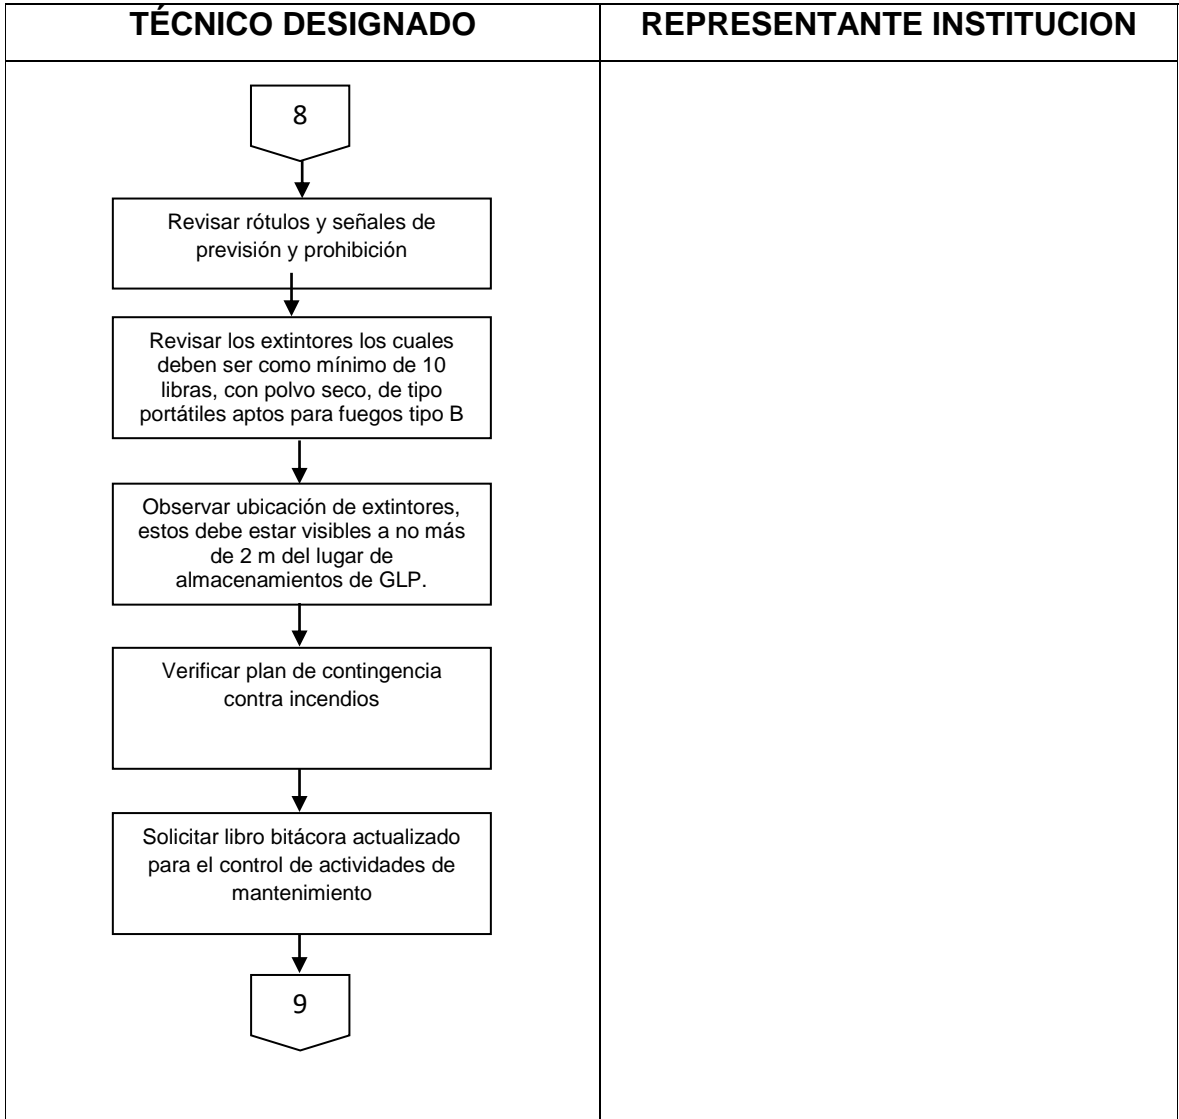 TÉCNICO DESIGNADO
REPRESENTANTE INSTITUCION
8
Revisar rótulos y señales de
previsión y prohibición
Revisar los extintores los cuales
deben ser como mínimo de 10
libras, con polvo seco, de tipo
portátiles aptos para fuegos tipo B
Observar ubicación de extintores,
estos debe estar visibles a no más
de 2 m del lugar de
almacenamientos de GLP.
Verificar plan de contingencia
contra incendios
Solicitar libro bitácora actualizado
para el control de actividades de
mantenimiento
9